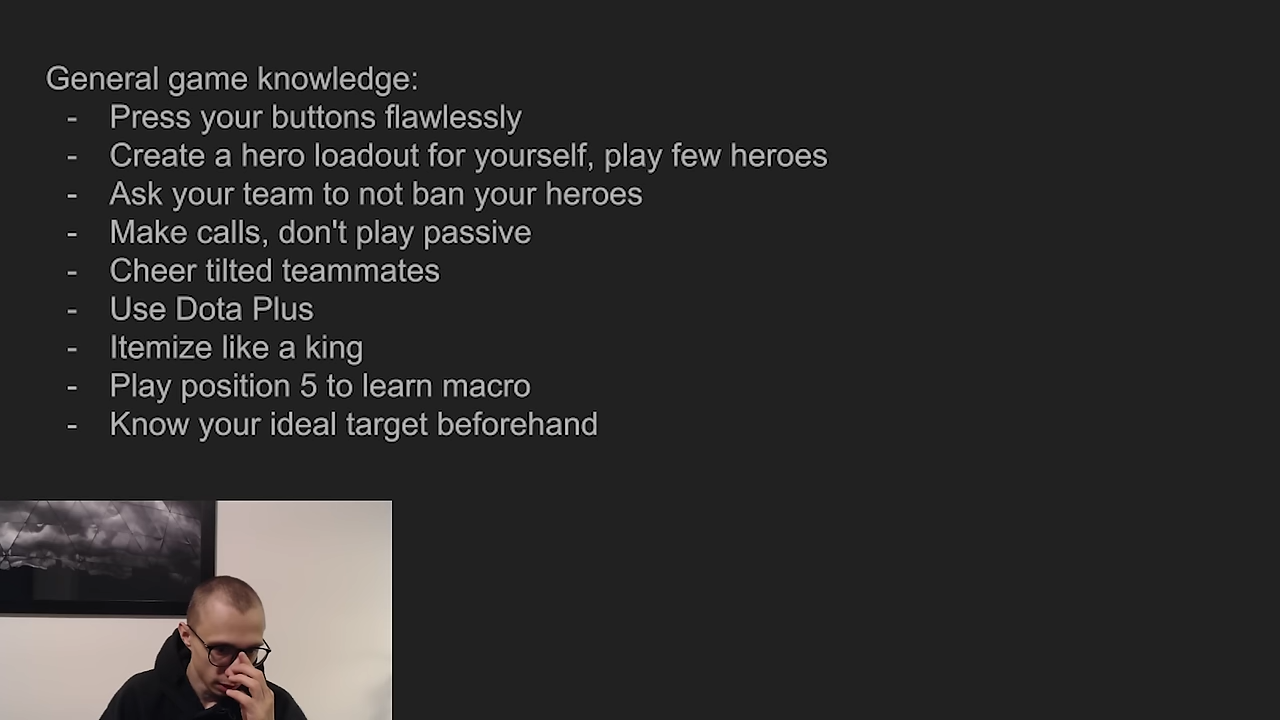 General game knowledge:
- Press your buttons flawlessly
- Create a hero loadout for yourself, play few heroes
- Ask your team to not ban your heroes
- Make calls, don't play passive
- Cheer tilted teammates
- Use Dota Plus
- Itemize like a king
- Play position 5 to learn macro
- Know your ideal target beforehand